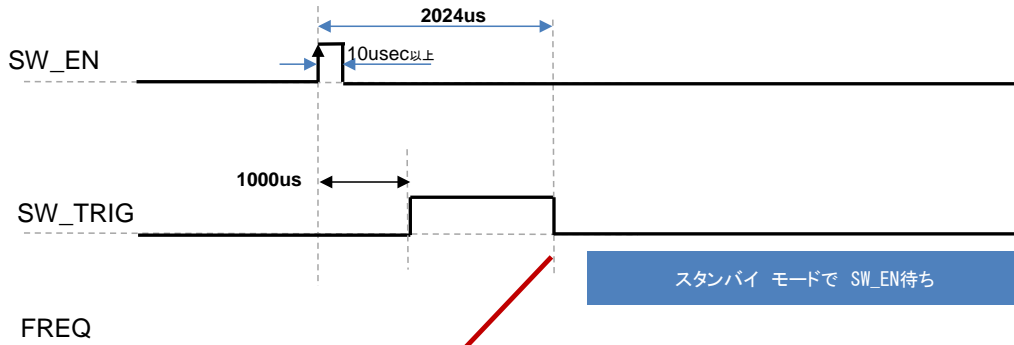 2024us
SW_EN
10usec以上
1000us
SW_TRIG
スタンバイ モードで SW_EN待ち
FREQ